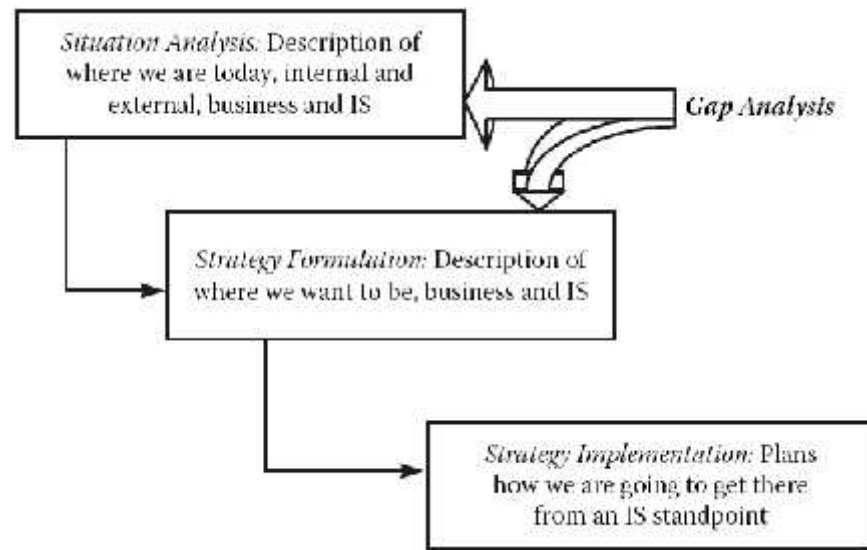 Situation Analysis: Description of
where we are today, internal and
external, business and IS
Gap Analysis
Strategy Formulation: Description of
where we want to be, business and IS
Strategy Implementation: Plans
how we are going to get there
from an IS standpoint